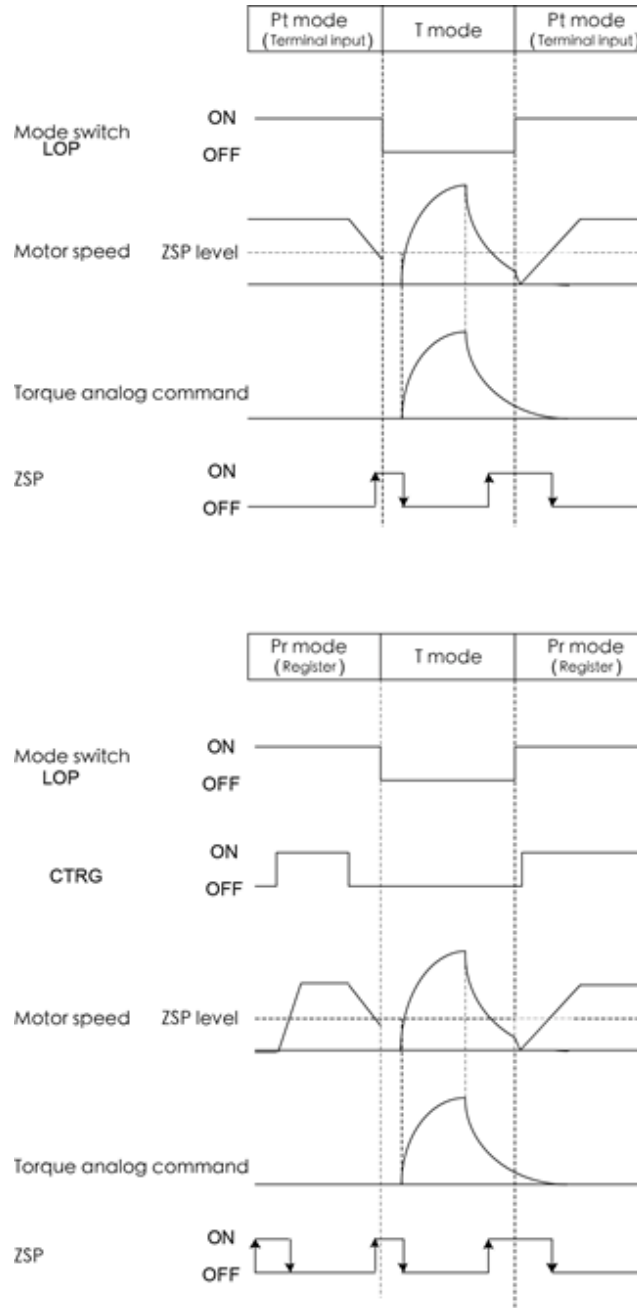 Pt mode
(Terminal input)
T mode
Pt mode
(Terminal input)
Mode switch
LOP
ON
OFF
Motor speed
ZSP level
Torque analog command
ZSP
ON
OFF
Pr mode
(Register)
T mode
Pr mode
(Register)
Mode switch
LOP
ON
OFF
CTRG
ON
OFF
Motor speed
ZSP level
Torque analog command
ZSP
ON
OFF